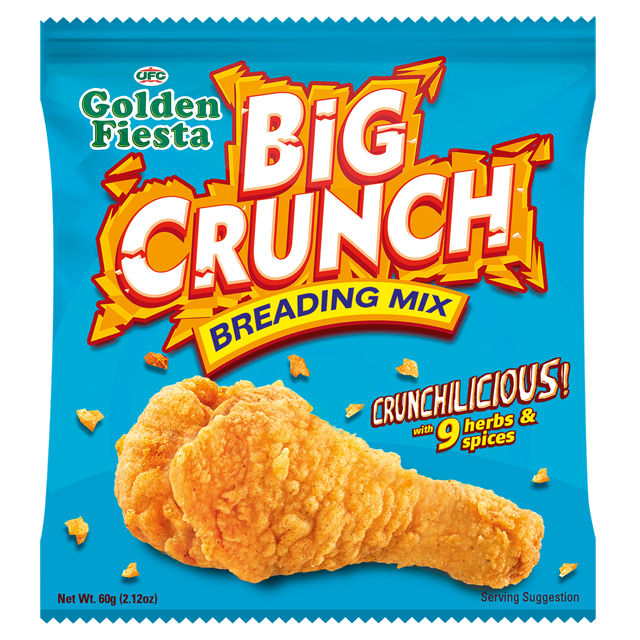 UFC
Golden
Fiesta
BiG
CRUNCH
BREADING MIX
CRUNCHILICIOUS!
with 9 herbs &
spices
Net Wt. 60g (2.12oz)
Serving Suggestion